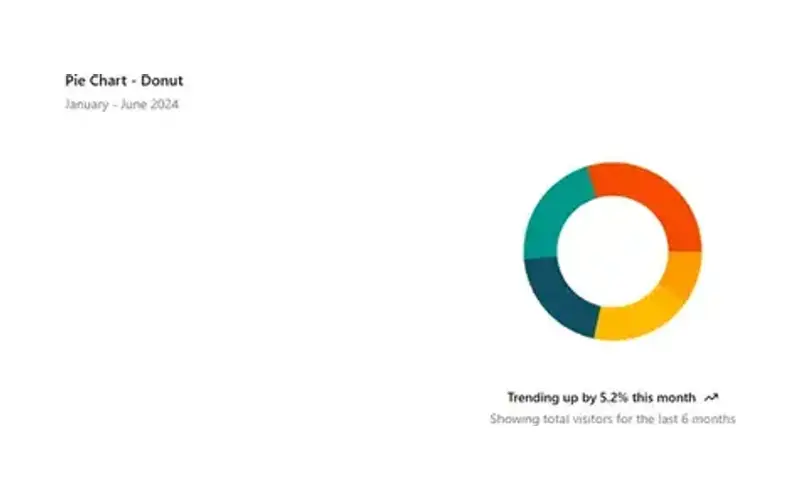 Pie Chart - Donut
January - June 2024
Trending up by 5.2% this month
Showing total visitors for the last 6 months